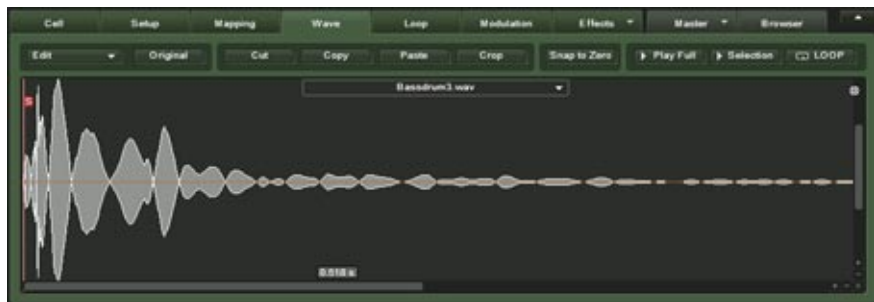 Cell Setup Mapping Wave Loop Modulation Effects Master Browser
Edit Original Cut Copy Paste Crop Snap to Zero Play Full Selection LOOP
Bassdrum3.wav
S
0.518 s